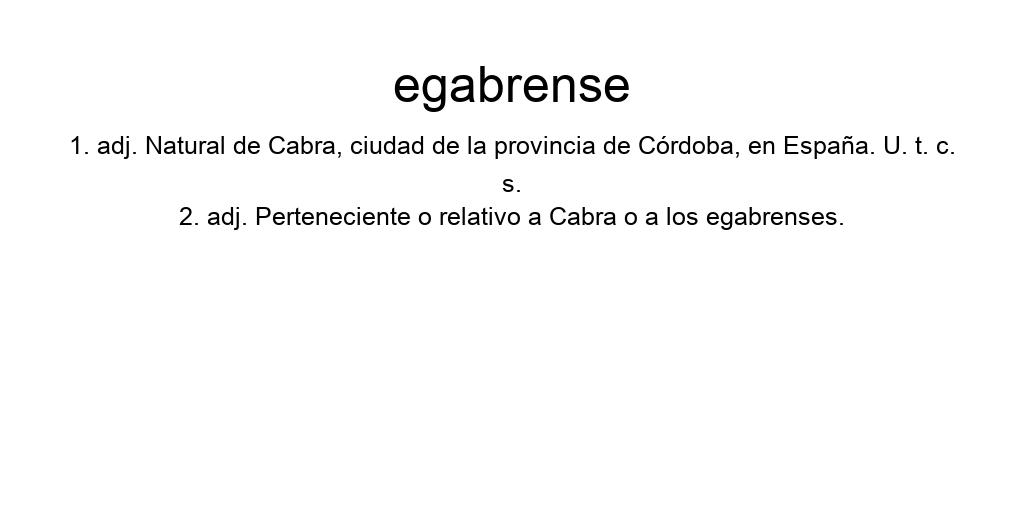 egabrense
1. adj. Natural de Cabra, ciudad de la provincia de Córdoba, en España. U. t. c.
s.
2. adj. Perteneciente o relativo a Cabra o a los egabrenses.